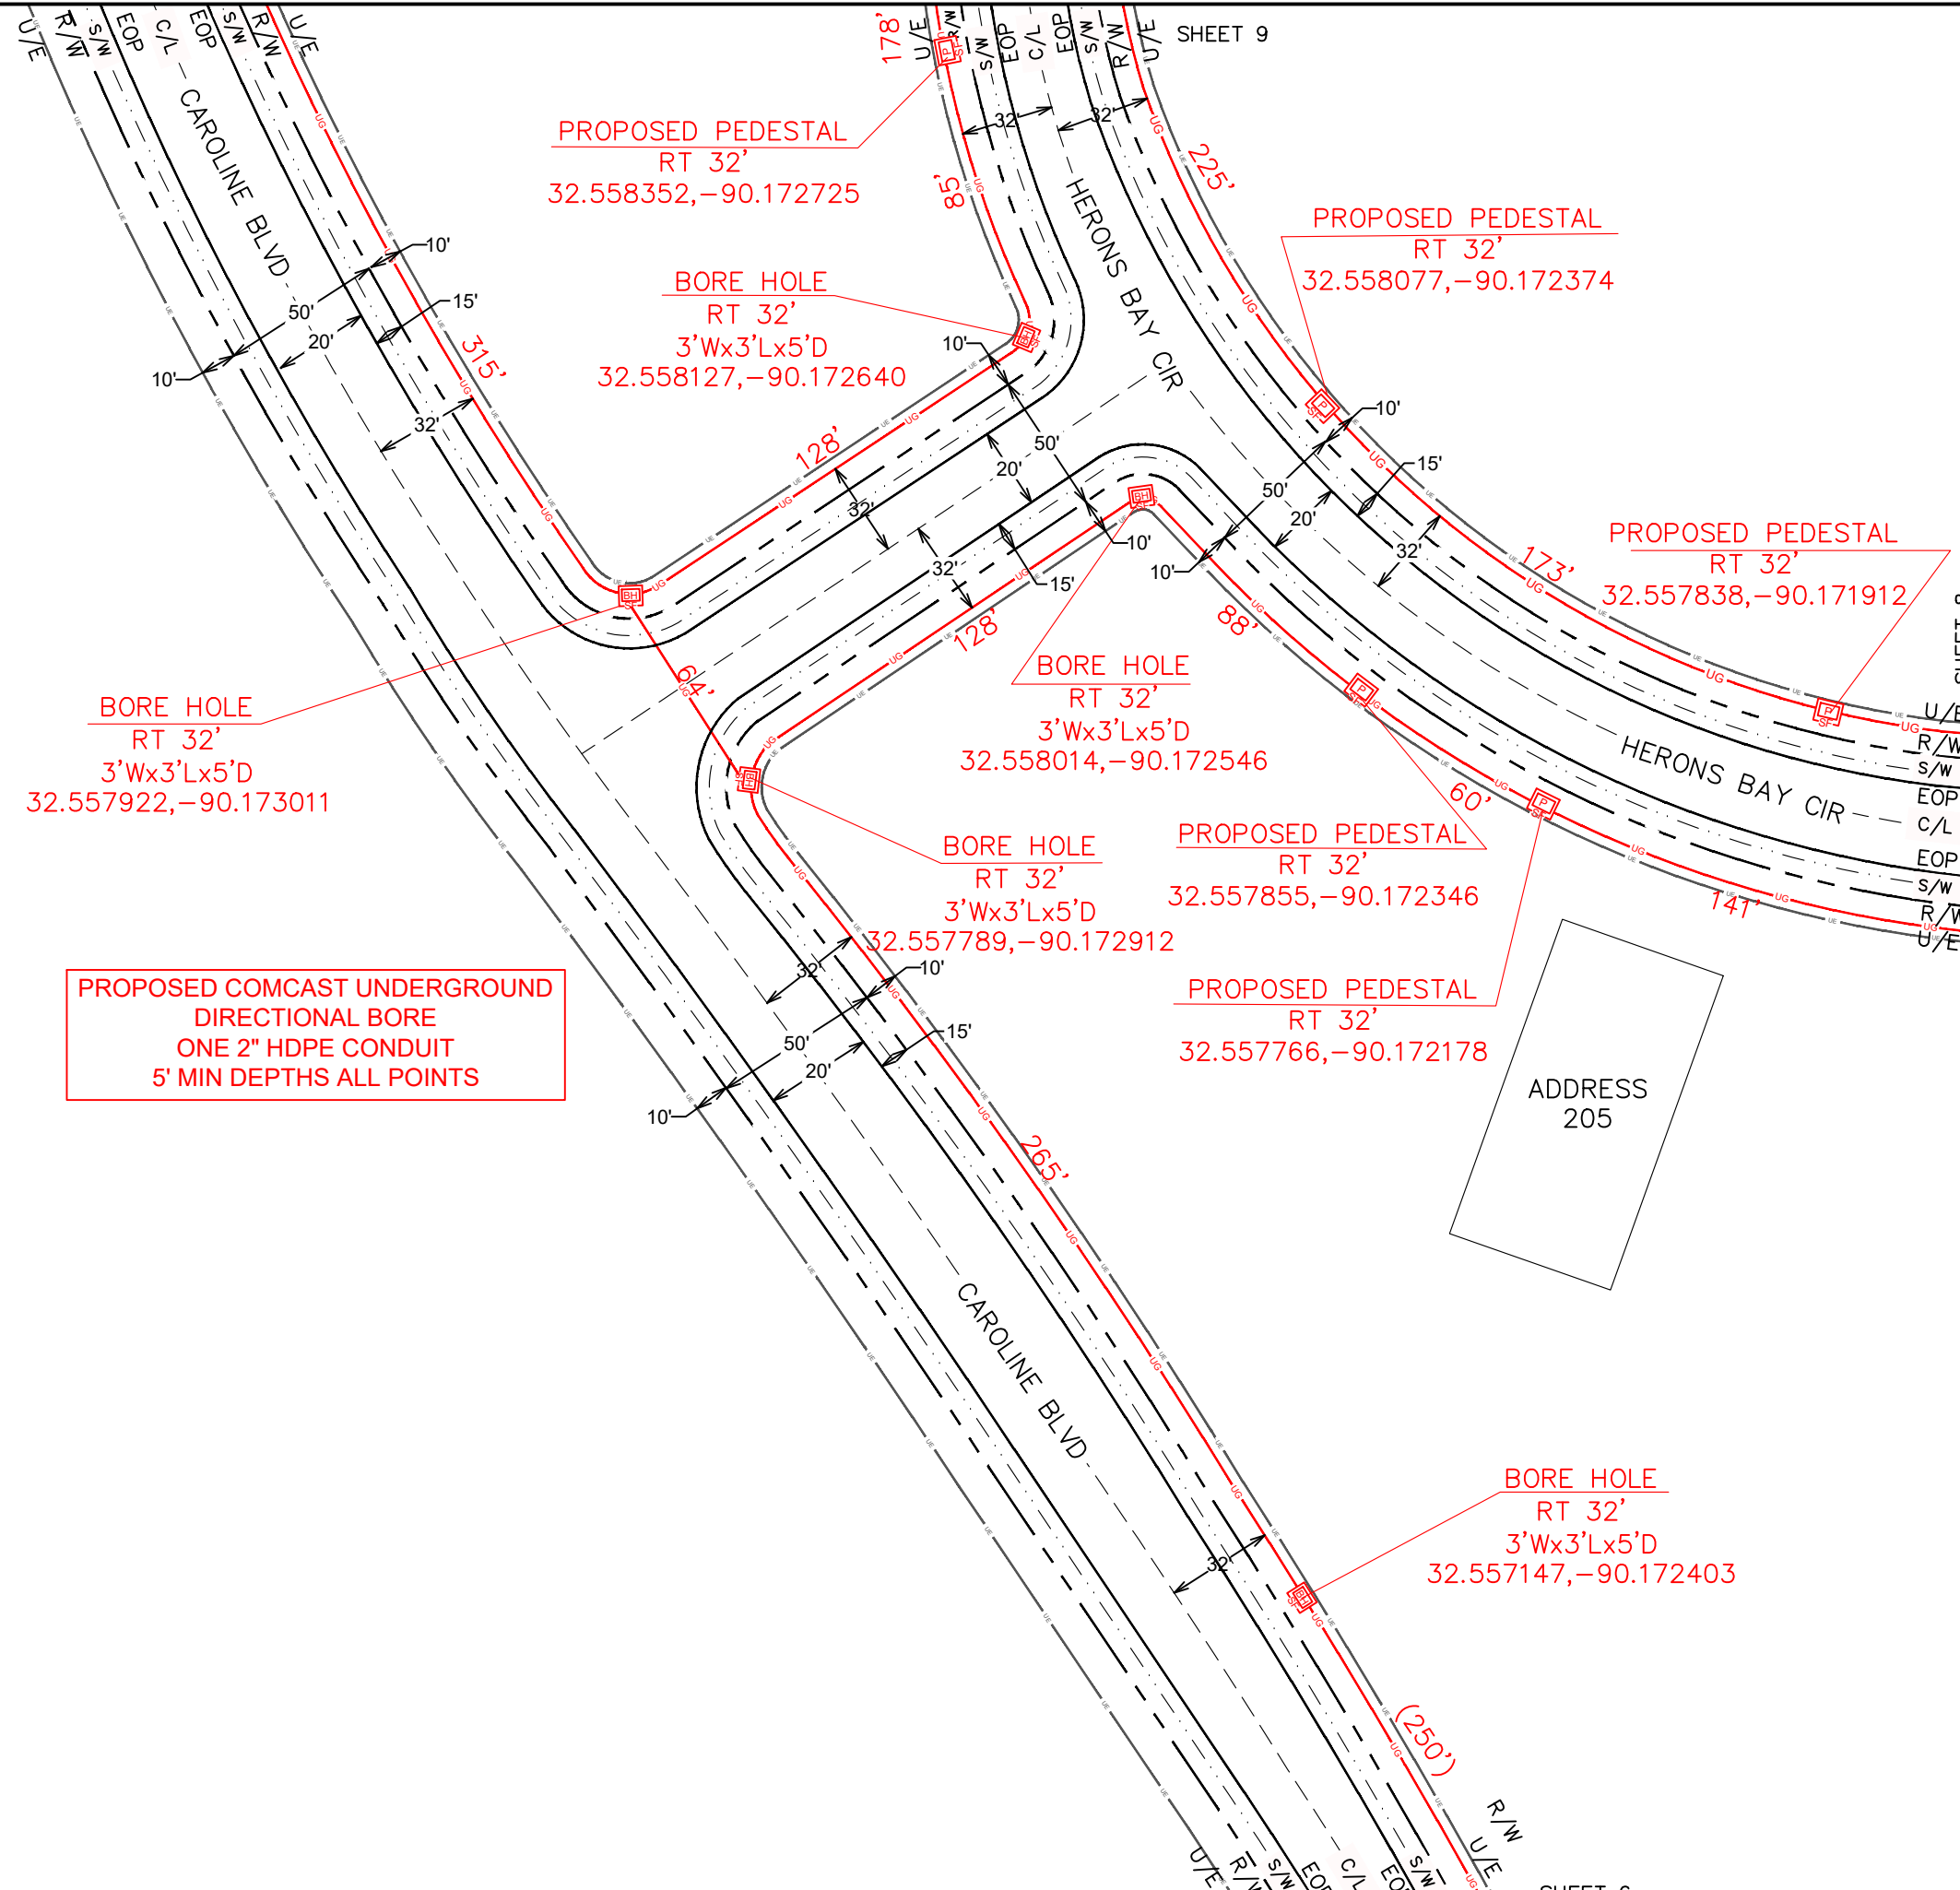 U/E
R/W
S/W
EOP
C/L
EOP
S/W
R/W
U/E
178'
U/E
R/W
S/W
EOP
C/L
EOP
S/W
R/W
U/E
SHEET 9
CAROLINE BLVD
HERONS BAY CIR
PROPOSED PEDESTAL
RT 32'
32.558352,-90.172725
85'
32'
32'
225'
PROPOSED PEDESTAL
RT 32'
32.558077,-90.172374
BORE HOLE
RT 32'
3'Wx3'Lx5'D
32.558127,-90.172640
10'
15'
50'
20'
10'
315'
32'
128'
32'
10'
50'
20'
10'
15'
32'
128'
10'
15'
50'
20'
32'
10'
173'
88'
PROPOSED PEDESTAL
RT 32'
32.557838,-90.171912
BORE HOLE
RT 32'
3'Wx3'Lx5'D
32.557922,-90.173011
64'
BORE HOLE
RT 32'
3'Wx3'Lx5'D
32.558014,-90.172546
HERONS BAY CIR
U/E
R/W
S/W
EOP
C/L
EOP
S/W
R/W
U/E
60'
141'
PROPOSED PEDESTAL
RT 32'
32.557855,-90.172346
BORE HOLE
RT 32'
3'Wx3'Lx5'D
32.557789,-90.172912
PROPOSED PEDESTAL
RT 32'
32.557766,-90.172178
PROPOSED COMCAST UNDERGROUND
DIRECTIONAL BORE
ONE 2" HDPE CONDUIT
5' MIN DEPTHS ALL POINTS
32'
10'
15'
50'
20'
10'
265'
ADDRESS
205
CAROLINE BLVD
32'
BORE HOLE
RT 32'
3'Wx3'Lx5'D
32.557147,-90.172403
(250')
R/W
U/E
U/E
S/W
C/L
S/W